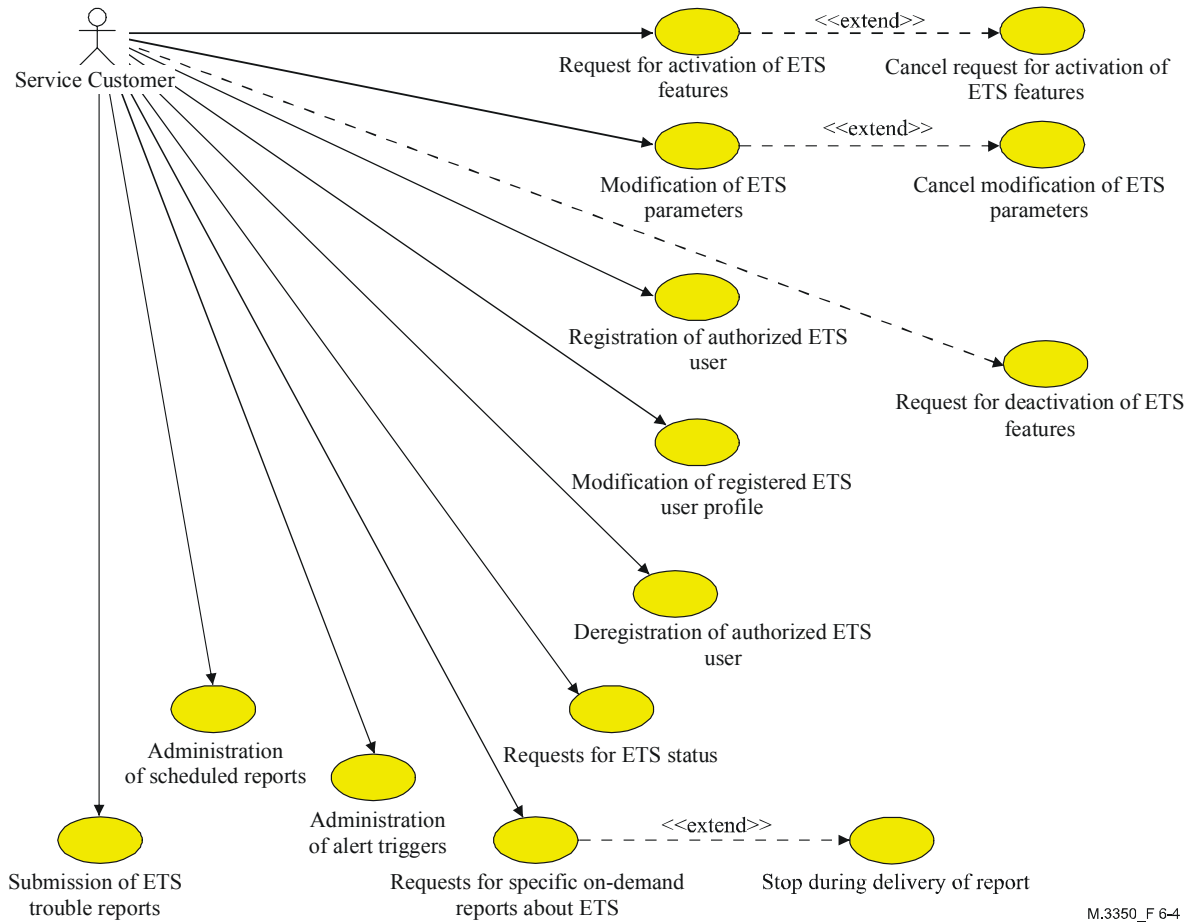 <<extend>>
Service Customer
Request for activation of ETS
features
Cancel request for activation of
ETS features
<<extend>>
Modification of ETS
parameters
Cancel modification of ETS
parameters
Registration of authorized ETS
user
Request for deactivation of ETS
features
Modification of registered ETS
user profile
Deregistration of authorized ETS
user
Requests for ETS status
Administration
of scheduled reports
Administration
of alert triggers
<<extend>>
Submission of ETS
trouble reports
Requests for specific on-demand
reports about ETS
Stop during delivery of report
M.3350_F 6-4